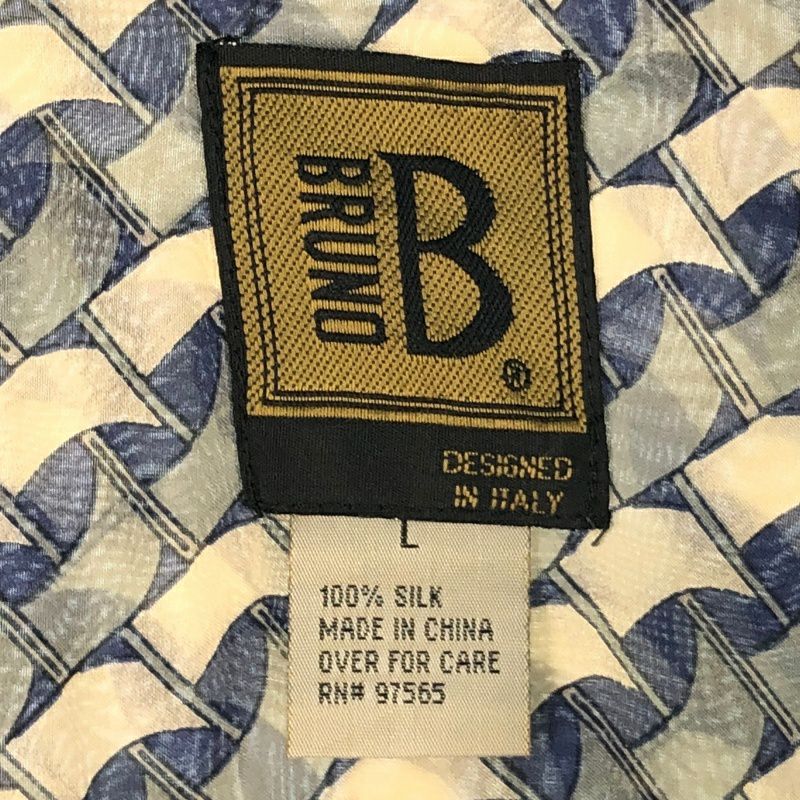 BRUNO
B
®
DESIGNED
IN ITALY
L
100% SILK
MADE IN CHINA
OVER FOR CARE
RN# 97565